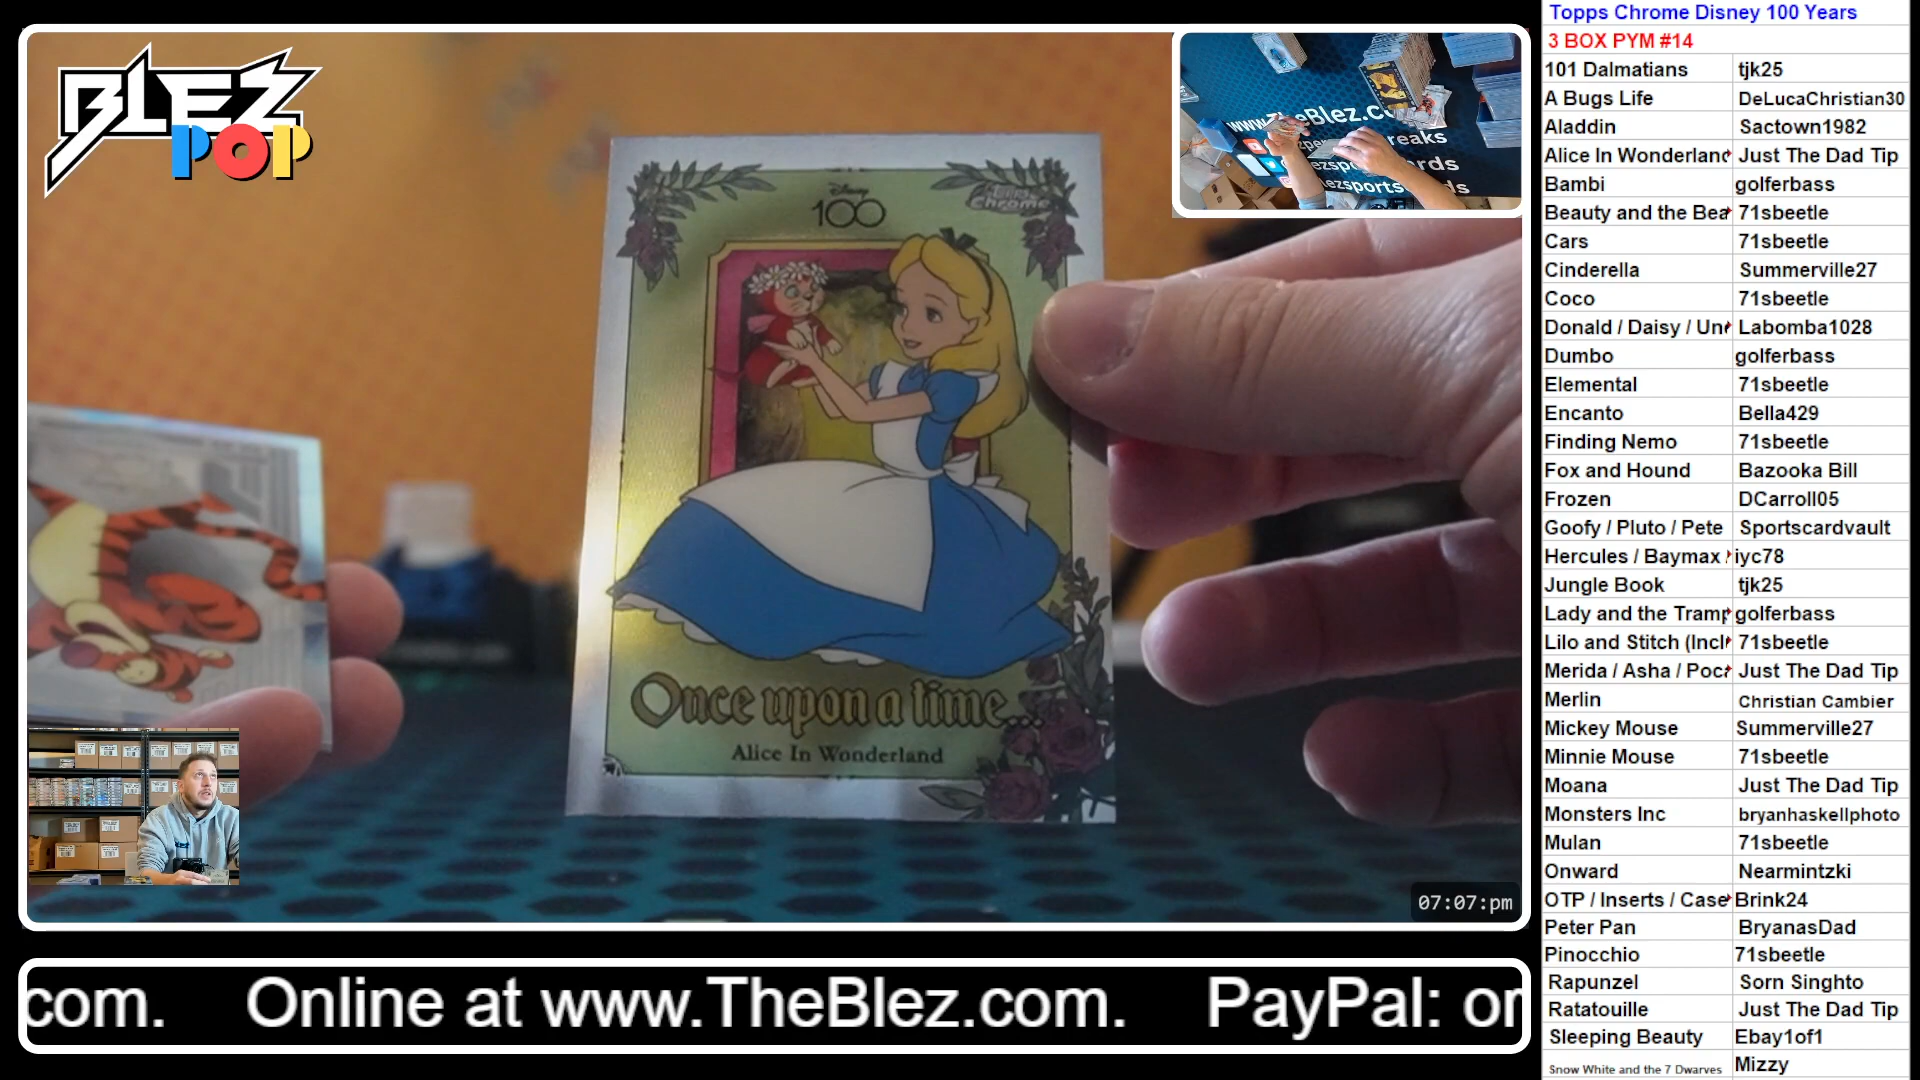 BLEZ
POP
Disney
100
Topps
Chrome
Once upon a time...
Alice In Wonderland
07:07:pm
com. Online at www.TheBlez.com. PayPal: or
Topps Chrome Disney 100 Years
3 BOX PYM #14
101 Dalmatians tjk25
A Bugs Life DeLucaChristian30
Aladdin Sactown1982
Alice In Wonderland Just The Dad Tip
Bambi golferbass
Beauty and the Bea 71sbeetle
Cars 71sbeetle
Cinderella Summerville27
Coco 71sbeetle
Donald / Daisy / Un Labomba1028
Dumbo golferbass
Elemental 71sbeetle
Encanto Bella429
Finding Nemo 71sbeetle
Fox and Hound Bazooka Bill
Frozen DCarroll05
Goofy / Pluto / Pete Sportscardvault
Hercules / Baymax / iyc78
Jungle Book tjk25
Lady and the Tramp golferbass
Lilo and Stitch (Incl 71sbeetle
Merida / Asha / Poca Just The Dad Tip
Merlin Christian Cambier
Mickey Mouse Summerville27
Minnie Mouse 71sbeetle
Moana Just The Dad Tip
Monsters Inc bryanhaskellphoto
Mulan 71sbeetle
Onward Nearmintzki
OTP / Inserts / Case Brink24
Peter Pan BryanasDad
Pinocchio 71sbeetle
Rapunzel Sorn Singhto
Ratatouille Just The Dad Tip
Sleeping Beauty Ebay1of1
Snow White and the 7 Dwarves Mizzy